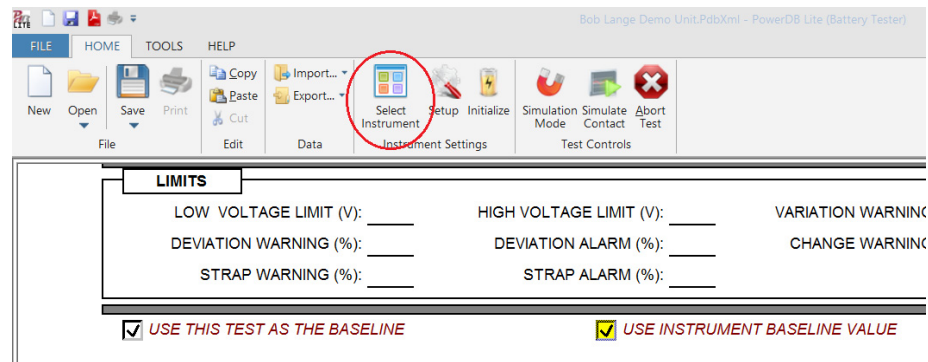 LITE Bob Lange Demo Unit.PdbXml - PowerDB Lite (Battery Tester)
FILE HOME TOOLS HELP
New Open Save Print Copy Paste Cut Import... Export... Select Instrument Setup Initialize Simulation Mode Simulate Contact Abort Test
File Edit Data Instrument Settings Test Controls
LIMITS
LOW VOLTAGE LIMIT (V): HIGH VOLTAGE LIMIT (V): VARIATION WARNING
DEVIATION WARNING (%): DEVIATION ALARM (%): CHANGE WARNING
STRAP WARNING (%): STRAP ALARM (%):
USE THIS TEST AS THE BASELINE USE INSTRUMENT BASELINE VALUE